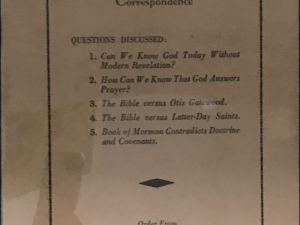 Correspondence
QUESTIONS DISCUSSED:
1. Can We Know God Today Without
Modern Revelation?
2. How Can We Know That God Answers
Prayer?
3. The Bible versus Otis Gatewood.
4. The Bible versus Latter-Day Saints.
5. Book of Mormon Contradicts Doctrine
and Covenants.
Order From